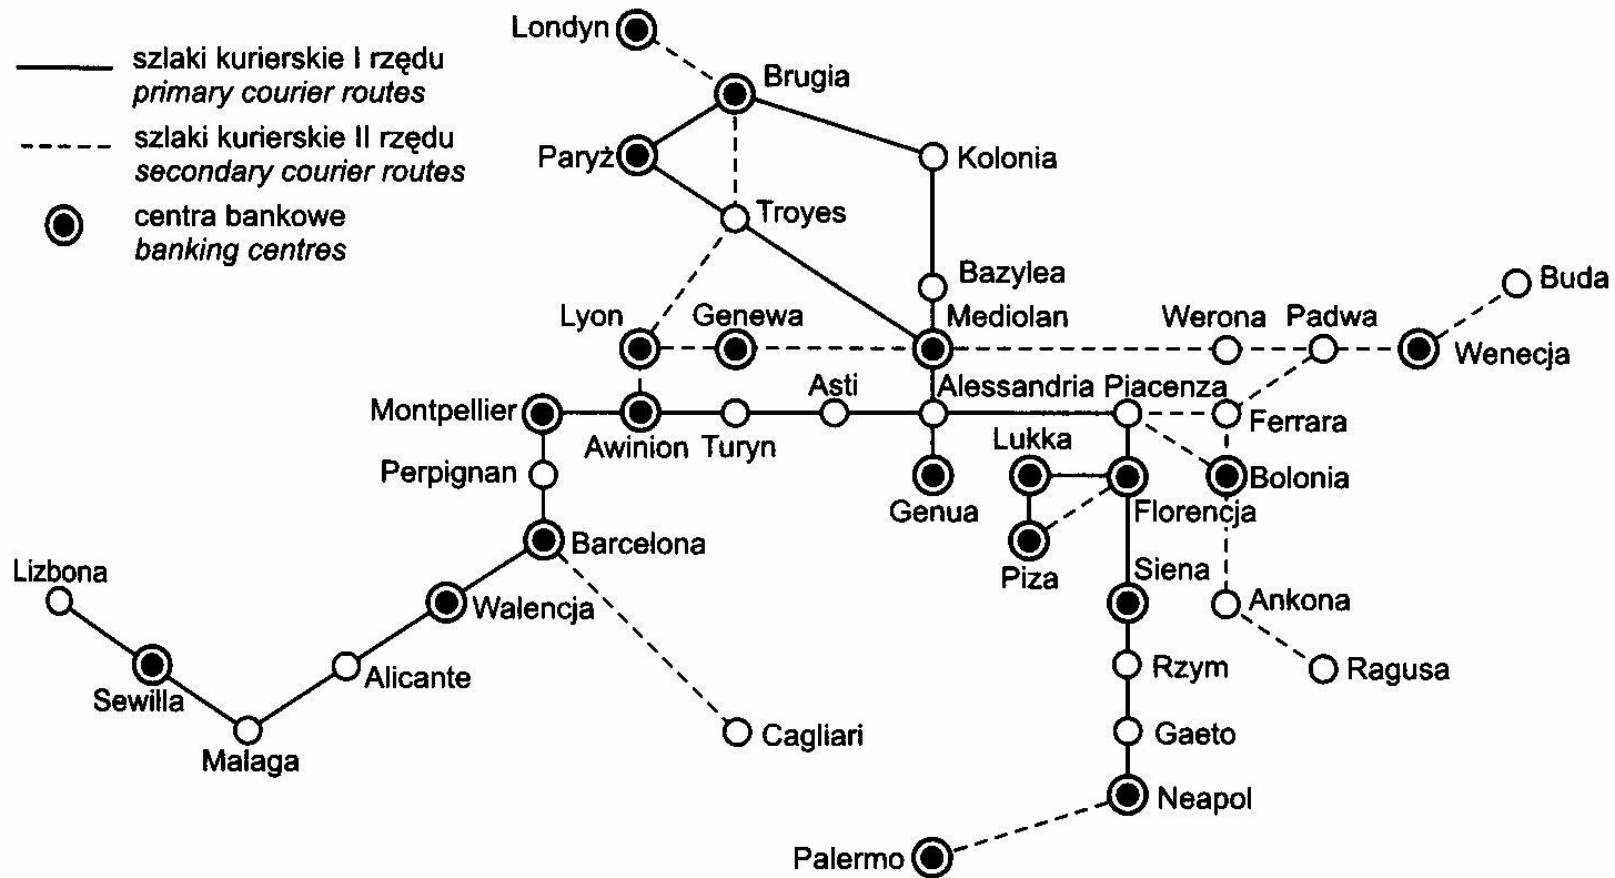 szlaki kurierskie I rzędu
primary courier routes
szlaki kurierskie II rzędu
secondary courier routes
centra bankowe
banking centres
Londyn
Brugia
Paryż
Kolonia
Troyes
Bazylea
Buda
Lyon
Genewa
Mediolan
Werona
Padwa
Wenecja
Asti
Alessandria
Piacenza
Montpellier
Awinion
Turyn
Lukka
Ferrara
Perpignan
Genua
Florencja
Bolonia
Barcelona
Piza
Siena
Lizbona
Walencja
Ankona
Sewilla
Alicante
Rzym
Ragusa
Malaga
Cagliari
Gaeto
Neapol
Palermo